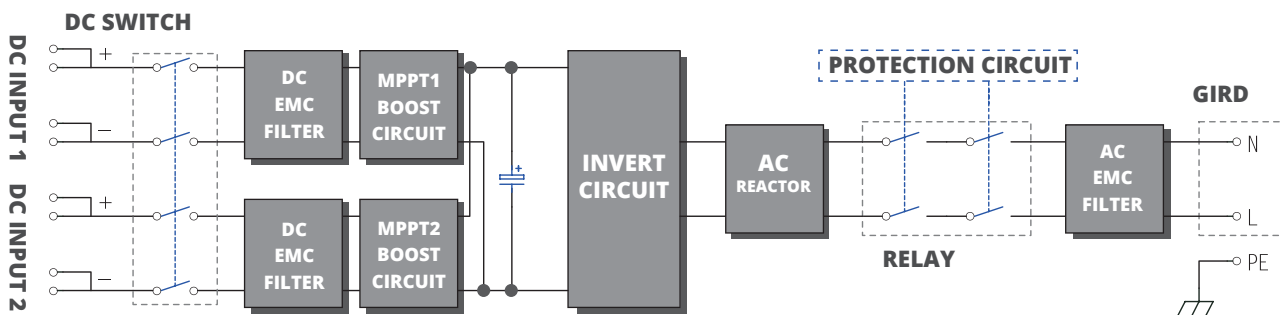 DC SWITCH
DC INPUT 1
+
−
DC INPUT 2
+
−
DC
EMC
FILTER
MPPT1
BOOST
CIRCUIT
DC
EMC
FILTER
MPPT2
BOOST
CIRCUIT
+
INVERT
CIRCUIT
AC
REACTOR
PROTECTION CIRCUIT
RELAY
AC
EMC
FILTER
GIRD
N
L
PE